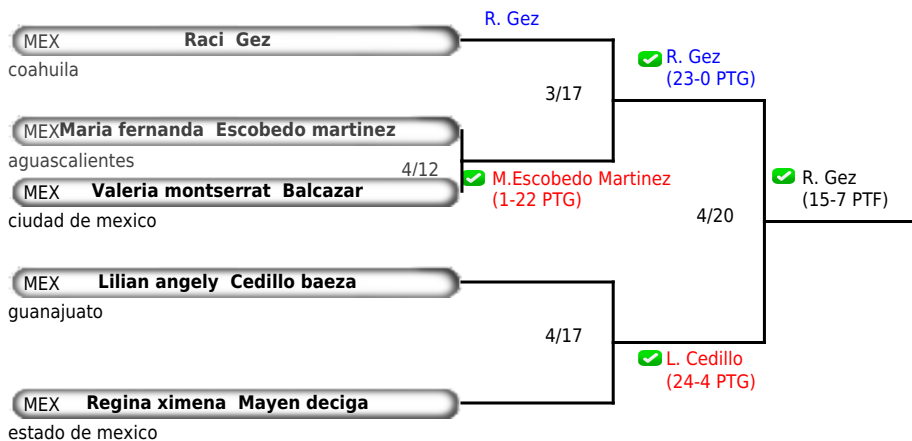 R. Gez
MEX Raci Gez
coahuila
3/17
R. Gez
(23-0 PTG)
MEX Maria fernanda Escobedo martinez
aguascalientes
4/12
M.Escobedo Martinez
(1-22 PTG)
MEX Valeria montserrat Balcazar
ciudad de mexico
4/20
R. Gez
(15-7 PTF)
MEX Lilian angely Cedillo baeza
guanajuato
4/17
L. Cedillo
(24-4 PTG)
MEX Regina ximena Mayen deciga
estado de mexico